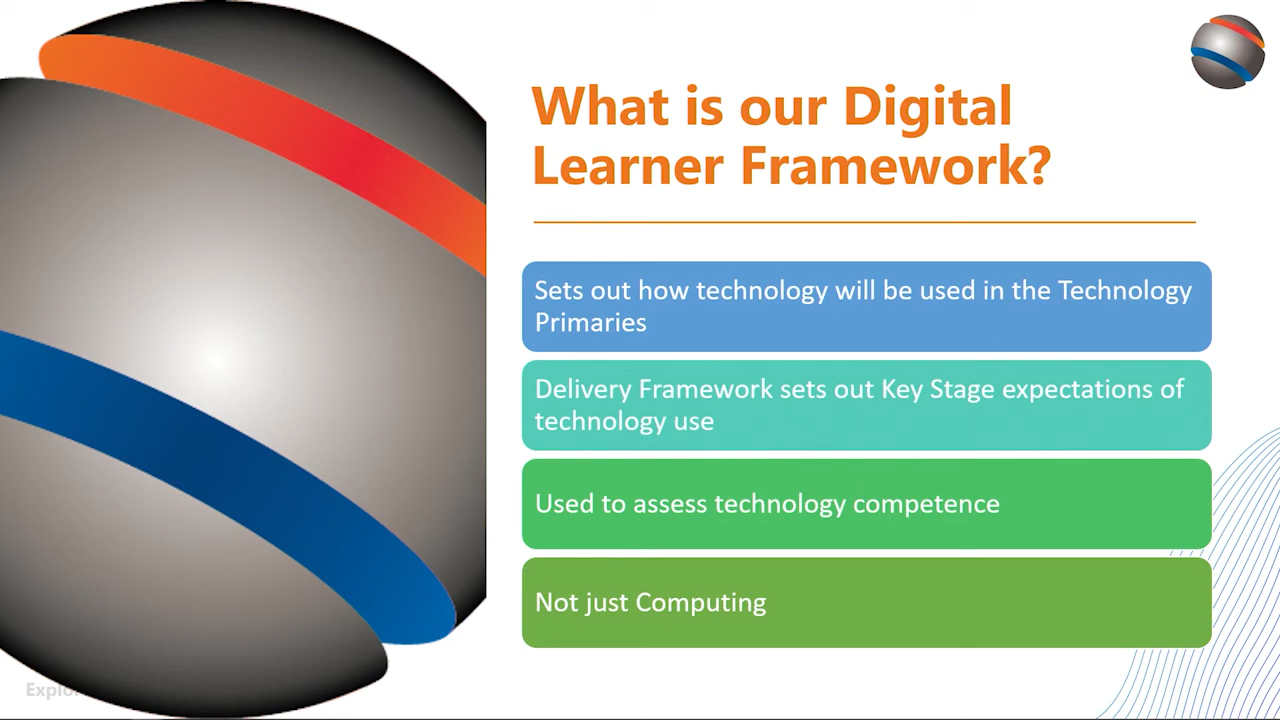 What is our Digital
Learner Framework?
Sets out how technology will be used in the Technology
Primaries
Delivery Framework sets out Key Stage expectations of
technology use
Used to assess technology competence
Not just Computing